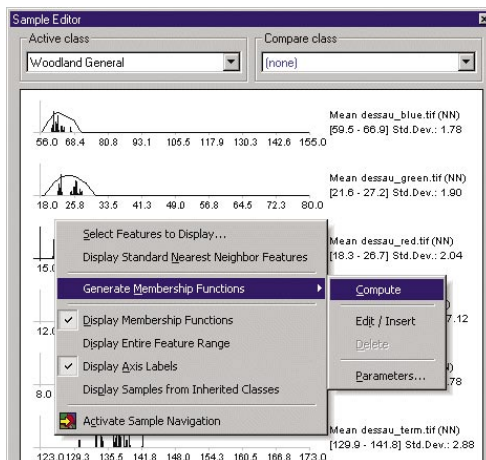 Sample Editor
Active class
Compare class
Woodland General
(none)
Mean dessau_blue.tif (NN)
[59.5 - 66.9] Std.Dev.: 1.78
56.0 68.4 80.8 93.1 105.5 117.9 130.3 142.6 155.0
Mean dessau_green.tif (NN)
[21.6 - 27.2] Std.Dev.: 1.90
18.0 25.8 33.5 41.3 49.0 56.8 64.5 72.3 80.0
Select Features to Display...
Mean dessau_red.tif (NN)
Display Standard Nearest Neighbor Features
[18.3 - 26.7] Std.Dev.: 2.04
15.0
Generate Membership Functions
Compute
Display Membership Functions
Edit / Insert
7.12
12.0
Display Entire Feature Range
Delete
Display Axis Labels
Parameters...
.78
8.0
Display Samples from Inherited Classes
Activate Sample Navigation
Mean dessau_term.tif (NN)
[129.9 - 141.8] Std.Dev.: 2.88
123.0 129.3 135.5 141.8 148.0 154.3 160.5 166.8 173.0